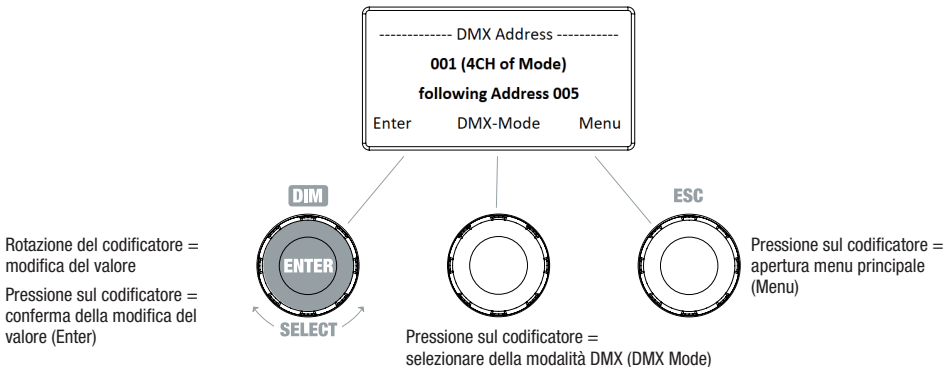 ------------- DMX Address -----------
001 (4CH of Mode)
following Address 005
Enter DMX-Mode Menu
DIM
ESC
Rotazione del codificatore =
modifica del valore
Pressione sul codificatore =
conferma della modifica del
valore (Enter)
ENTER
SELECT
Pressione sul codificatore =
selezionare della modalità DMX (DMX Mode)
Pressione sul codificatore =
apertura menu principale
(Menu)